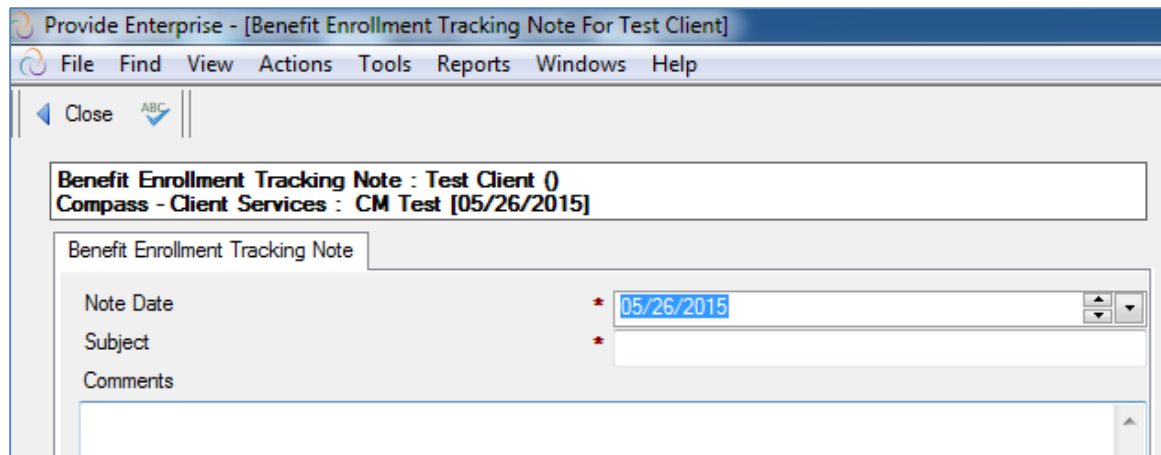 Provide Enterprise - [Benefit Enrollment Tracking Note For Test Client]
File Find View Actions Tools Reports Windows Help
Close ABC
Benefit Enrollment Tracking Note : Test Client ()
Compass - Client Services : CM Test [05/26/2015]
Benefit Enrollment Tracking Note
Note Date * 05/26/2015
Subject *
Comments